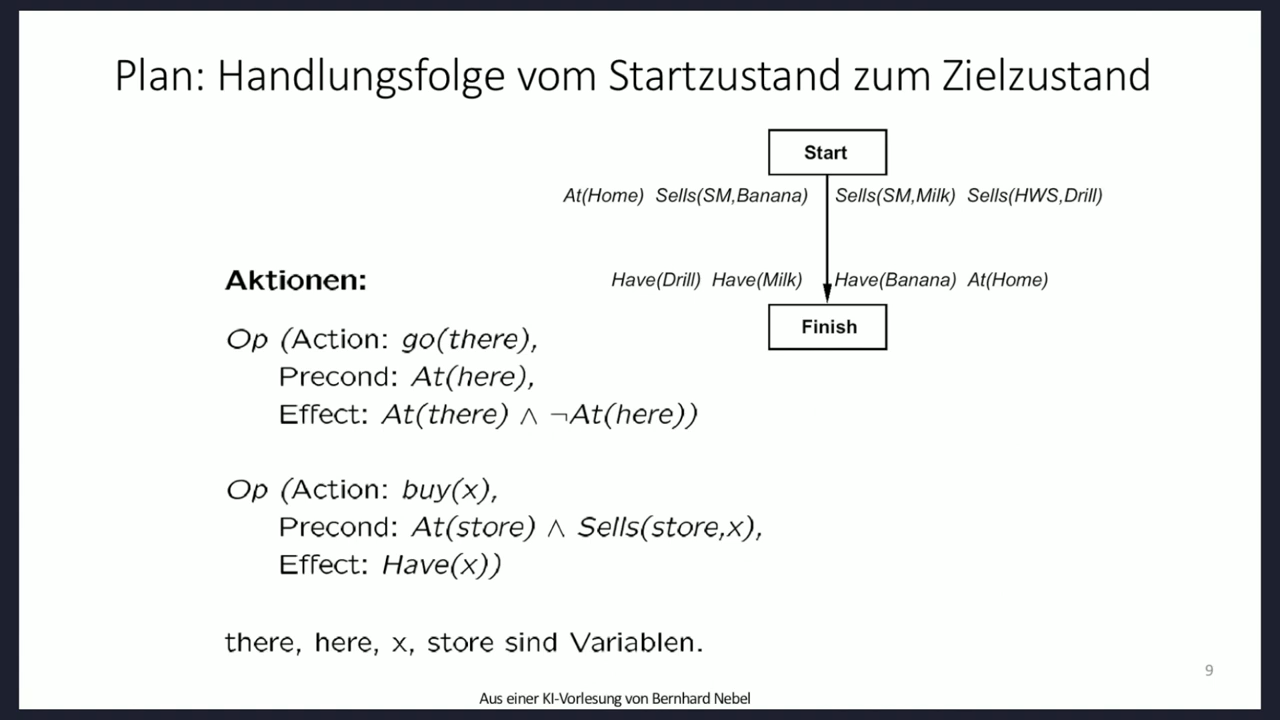 Plan: Handlungsfolge vom Startzustand zum Zielzustand
Start
At(Home) Sells(SM,Banana) Sells(SM,Milk) Sells(HWS,Drill)
Have(Drill) Have(Milk) Have(Banana) At(Home)
Finish
Aktionen:
Op (Action: go(there),
Precond: At(here),
Effect: At(there) ∧ ¬At(here))
Op (Action: buy(x),
Precond: At(store) ∧ Sells(store,x),
Effect: Have(x))
there, here, x, store sind Variablen.
9
Aus einer KI-Vorlesung von Bernhard Nebel